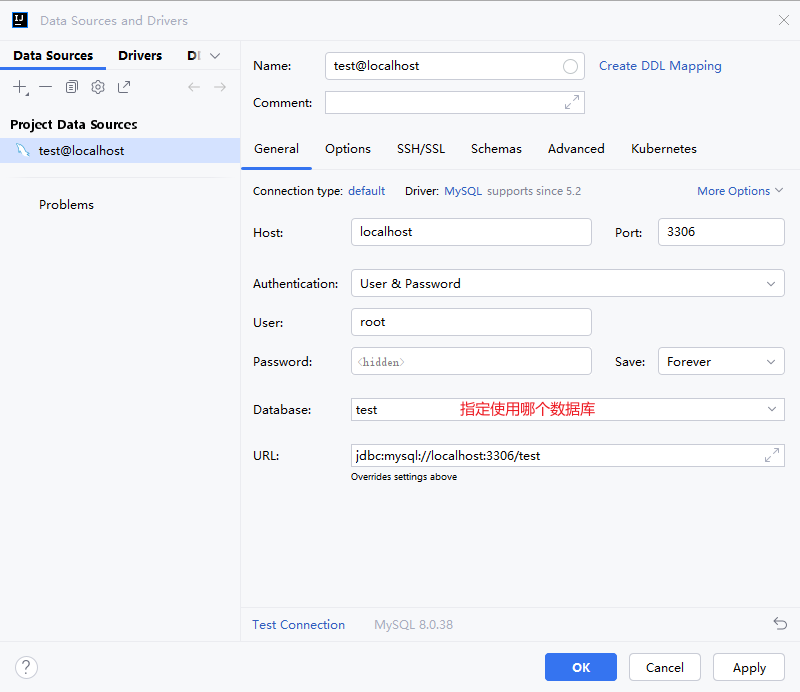 Data Sources and Drivers
Data Sources Drivers
Project Data Sources
test@localhost
Problems
Name: test@localhost Create DDL Mapping
Comment:
General Options SSH/SSL Schemas Advanced Kubernetes
Connection type: default Driver: MySQL supports since 5.2 More Options
Host: localhost Port: 3306
Authentication: User & Password
User: root
Password: <hidden> Save: Forever
Database: test 指定使用哪个数据库
URL: jdbc:mysql://localhost:3306/test
Overrides settings above
Test Connection MySQL 8.0.38
? OK Cancel Apply